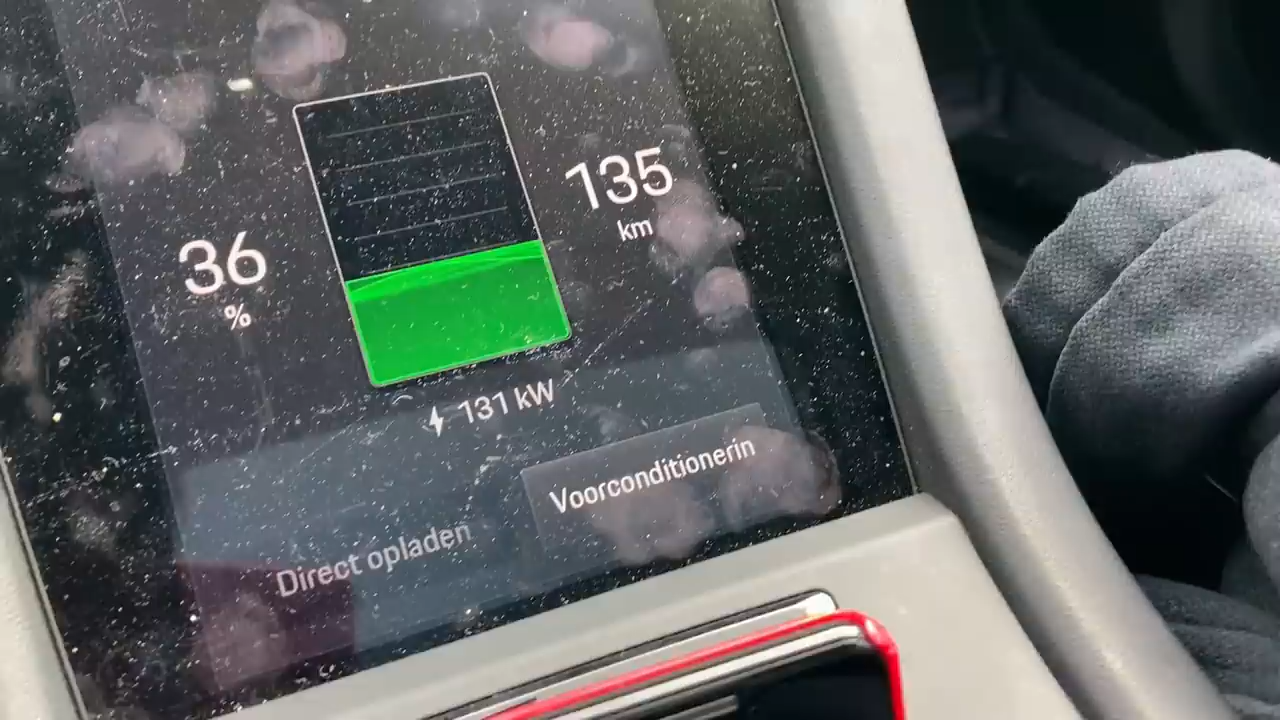 36
%
135
km
131 kW
Direct opladen
Voorconditionerin